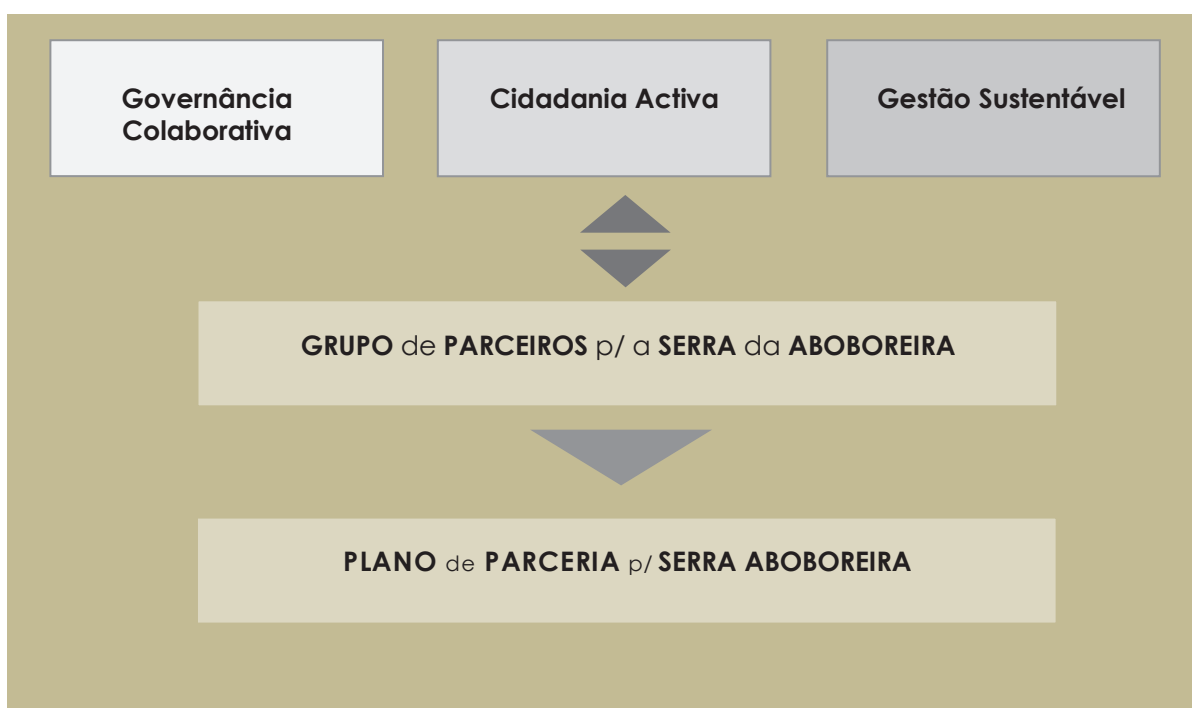 Governância
Colaborativa
Cidadania Activa
Gestão Sustentável
GRUPO de PARCEIROS p/ a SERRA da ABOBOREIRA
PLANO de PARCERIA p/ SERRA ABOBOREIRA